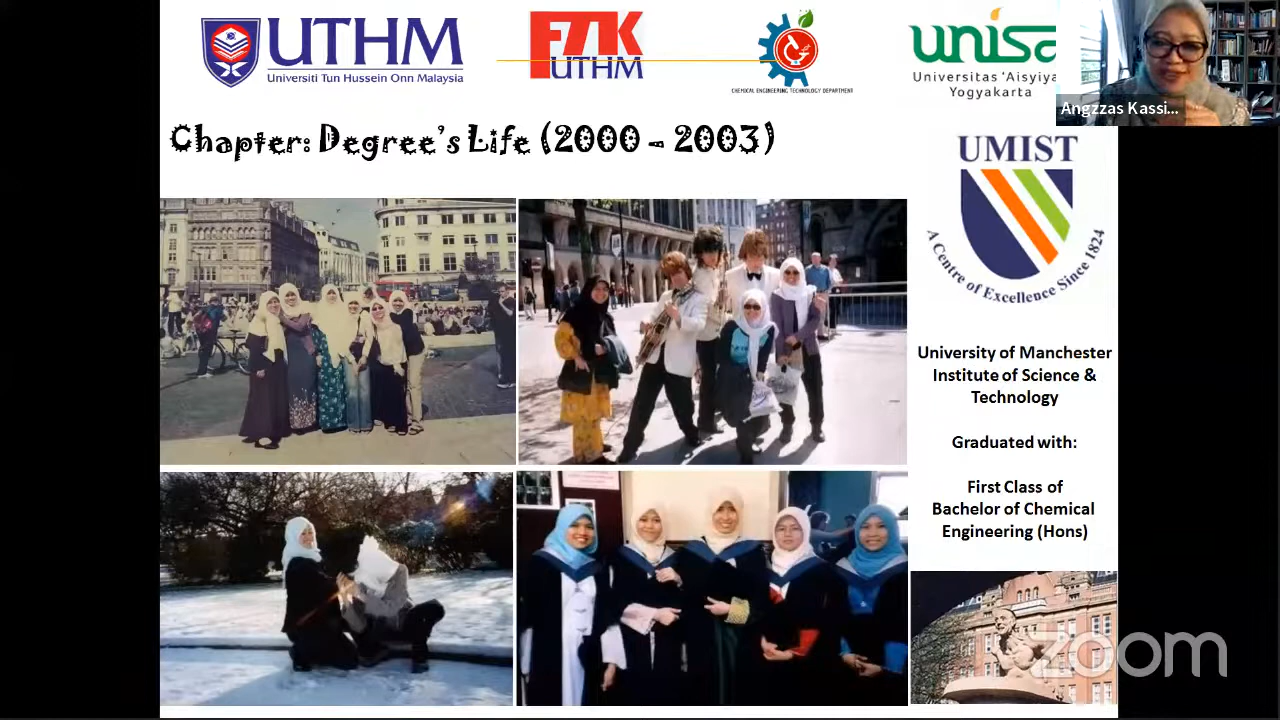 UTHM
Universiti Tun Hussein Onn Malaysia
FTK
UTHM
CHEMICAL ENGINEERING TECHNOLOGY DEPARTMENT
unisa
Universitas 'Aisyiya
Yogyakarta
Angzzas Kassi...
Chapter: Degree's Life (2000 – 2003)
UMIST
A Centre of Excellence Since 1824
University of Manchester
Institute of Science &
Technology
Graduated with:
First Class of
Bachelor of Chemical
Engineering (Hons)
zoom